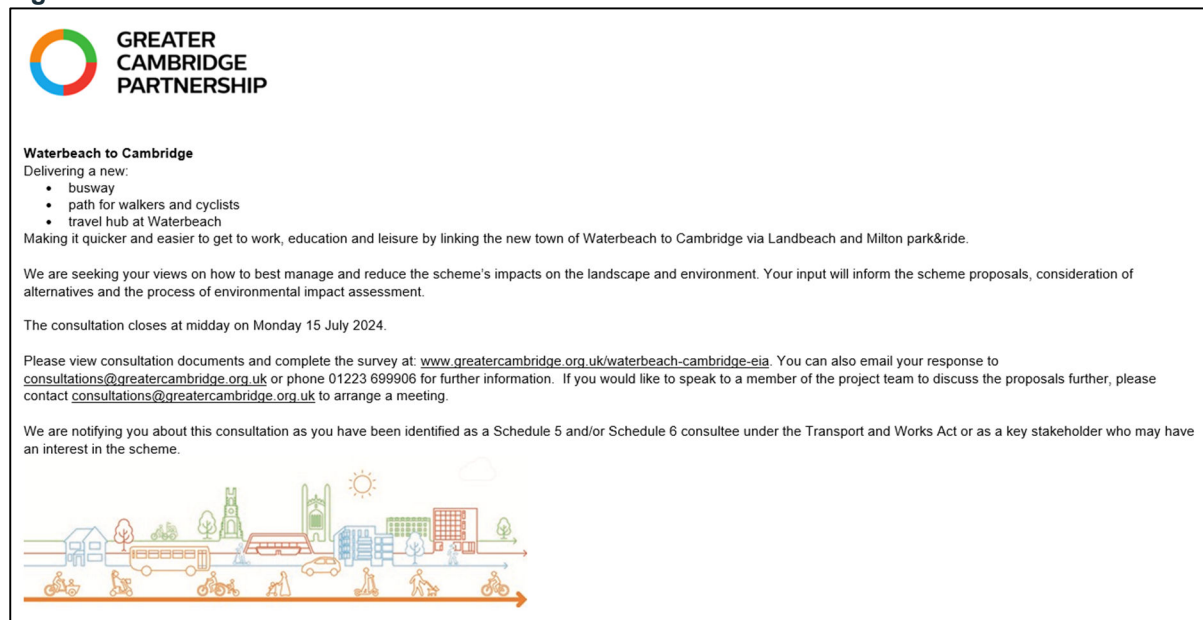 GREATER
CAMBRIDGE
PARTNERSHIP
Waterbeach to Cambridge
Delivering a new:
• busway
• path for walkers and cyclists
• travel hub at Waterbeach
Making it quicker and easier to get to work, education and leisure by linking the new town of Waterbeach to Cambridge via Landbeach and Milton park&ride.
We are seeking your views on how to best manage and reduce the scheme's impacts on the landscape and environment. Your input will inform the scheme proposals, consideration of
alternatives and the process of environmental impact assessment.
The consultation closes at midday on Monday 15 July 2024.
Please view consultation documents and complete the survey at: www.greatercambridge.org.uk/waterbeach-cambridge-eia. You can also email your response to
consultations@greatercambridge.org.uk or phone 01223 699906 for further information.  If you would like to speak to a member of the project team to discuss the proposals further, please
contact consultations@greatercambridge.org.uk to arrange a meeting.
We are notifying you about this consultation as you have been identified as a Schedule 5 and/or Schedule 6 consultee under the Transport and Works Act or as a key stakeholder who may have
an interest in the scheme.